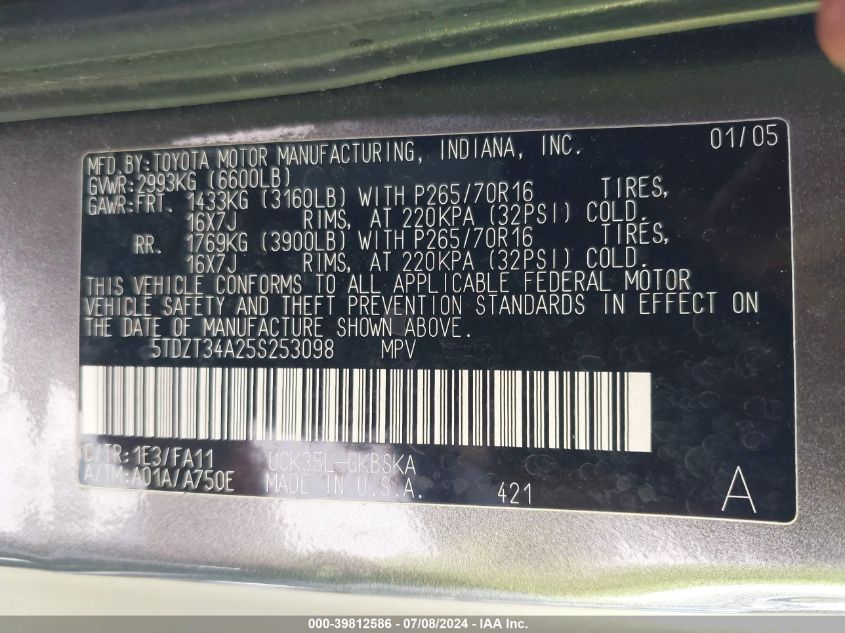 MFD.BY:TOYOTA MOTOR MANUFACTURING, INDIANA, INC. 01/05
GVWR:2993KG (6600LB)
GAWR:FRT. 1433KG (3160LB) WITH P265/70R16 TIRES,
16X7J RIMS, AT 220KPA (32PSI) COLD.
RR. 1769KG (3900LB) WITH P265/70R16 TIRES,
16X7J RIMS, AT 220KPA (32PSI) COLD.
THIS VEHICLE CONFORMS TO ALL APPLICABLE FEDERAL MOTOR
VEHICLE SAFETY AND THEFT PREVENTION STANDARDS IN EFFECT ON
THE DATE OF MANUFACTURE SHOWN ABOVE.
5TDZT34A25S253098 MPV
C/TR:1E3/FA11 UCK35L-GKBSKA
A/TM:A01A/A750E MADE IN U.S.A. 421 A
000-39812586 - 07/08/2024 - IAA Inc.